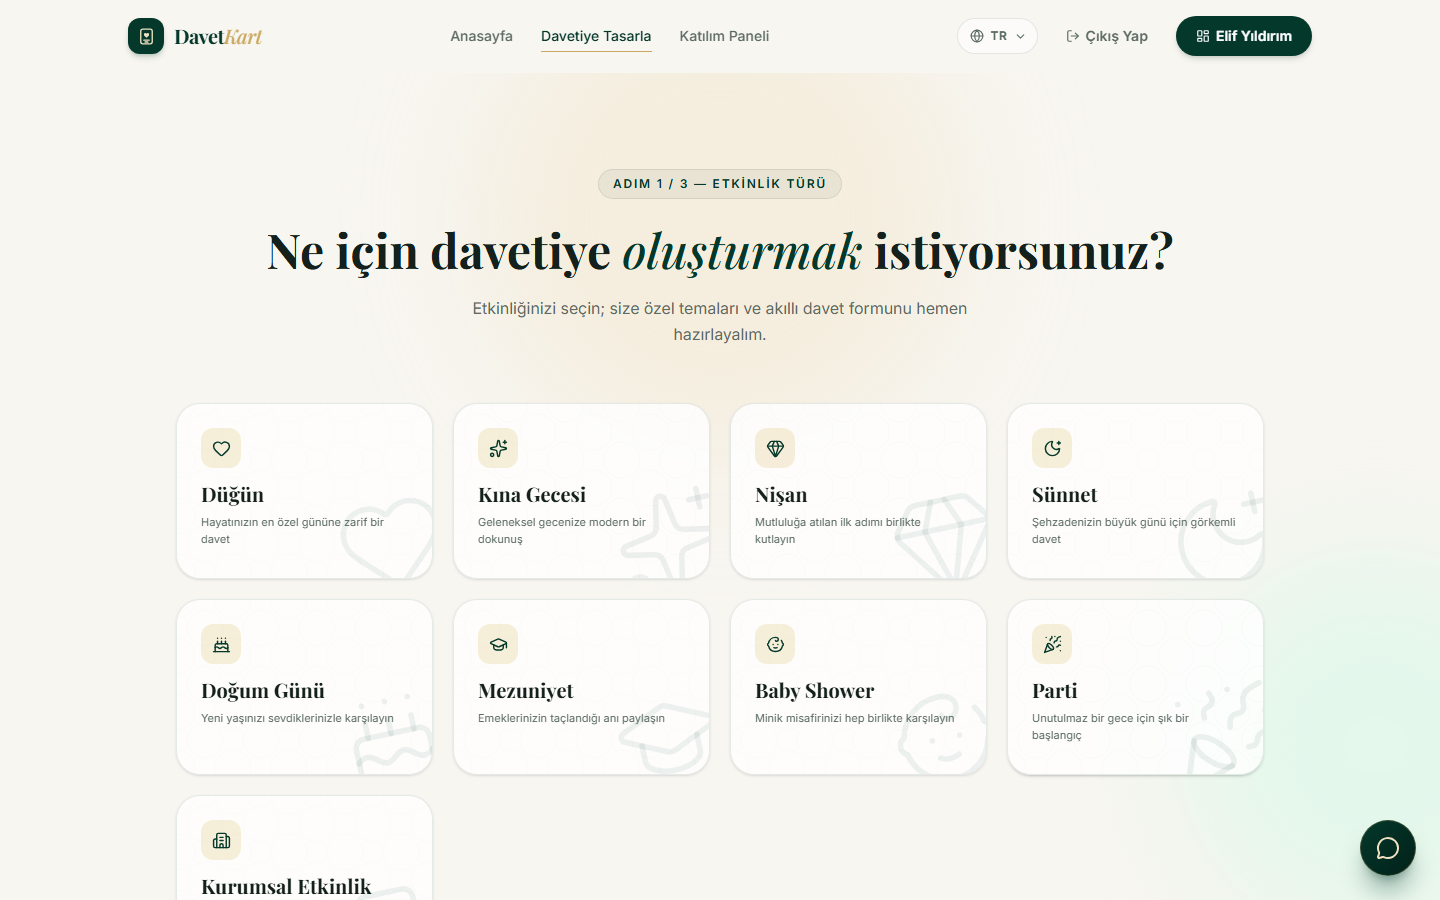 DavetKart
Anasayfa
Davetiye Tasarla
Katılım Paneli
TR
Çıkış Yap
Elif Yıldırım
ADIM 1 / 3 — ETKİNLİK TÜRÜ
Ne için davetiye oluşturmak istiyorsunuz?
Etkinliğinizi seçin; size özel temaları ve akıllı davet formunu hemen
hazırlayalım.
Düğün
Hayatınızın en özel gününe zarif bir
davet
Kına Gecesi
Geleneksel gecenize modern bir
dokunuş
Nişan
Mutluluğa atılan ilk adımı birlikte
kutlayın
Sünnet
Şehzadenizin büyük günü için görkemli
davet
Doğum Günü
Yeni yaşınızı sevdiklerinizle karşılayın
Mezuniyet
Emeklerinizin taçlandığı anı paylaşın
Baby Shower
Minik misafirinizi hep birlikte karşılayın
Parti
Unutulmaz bir gece için şık bir
başlangıç
Kurumsal Etkinlik